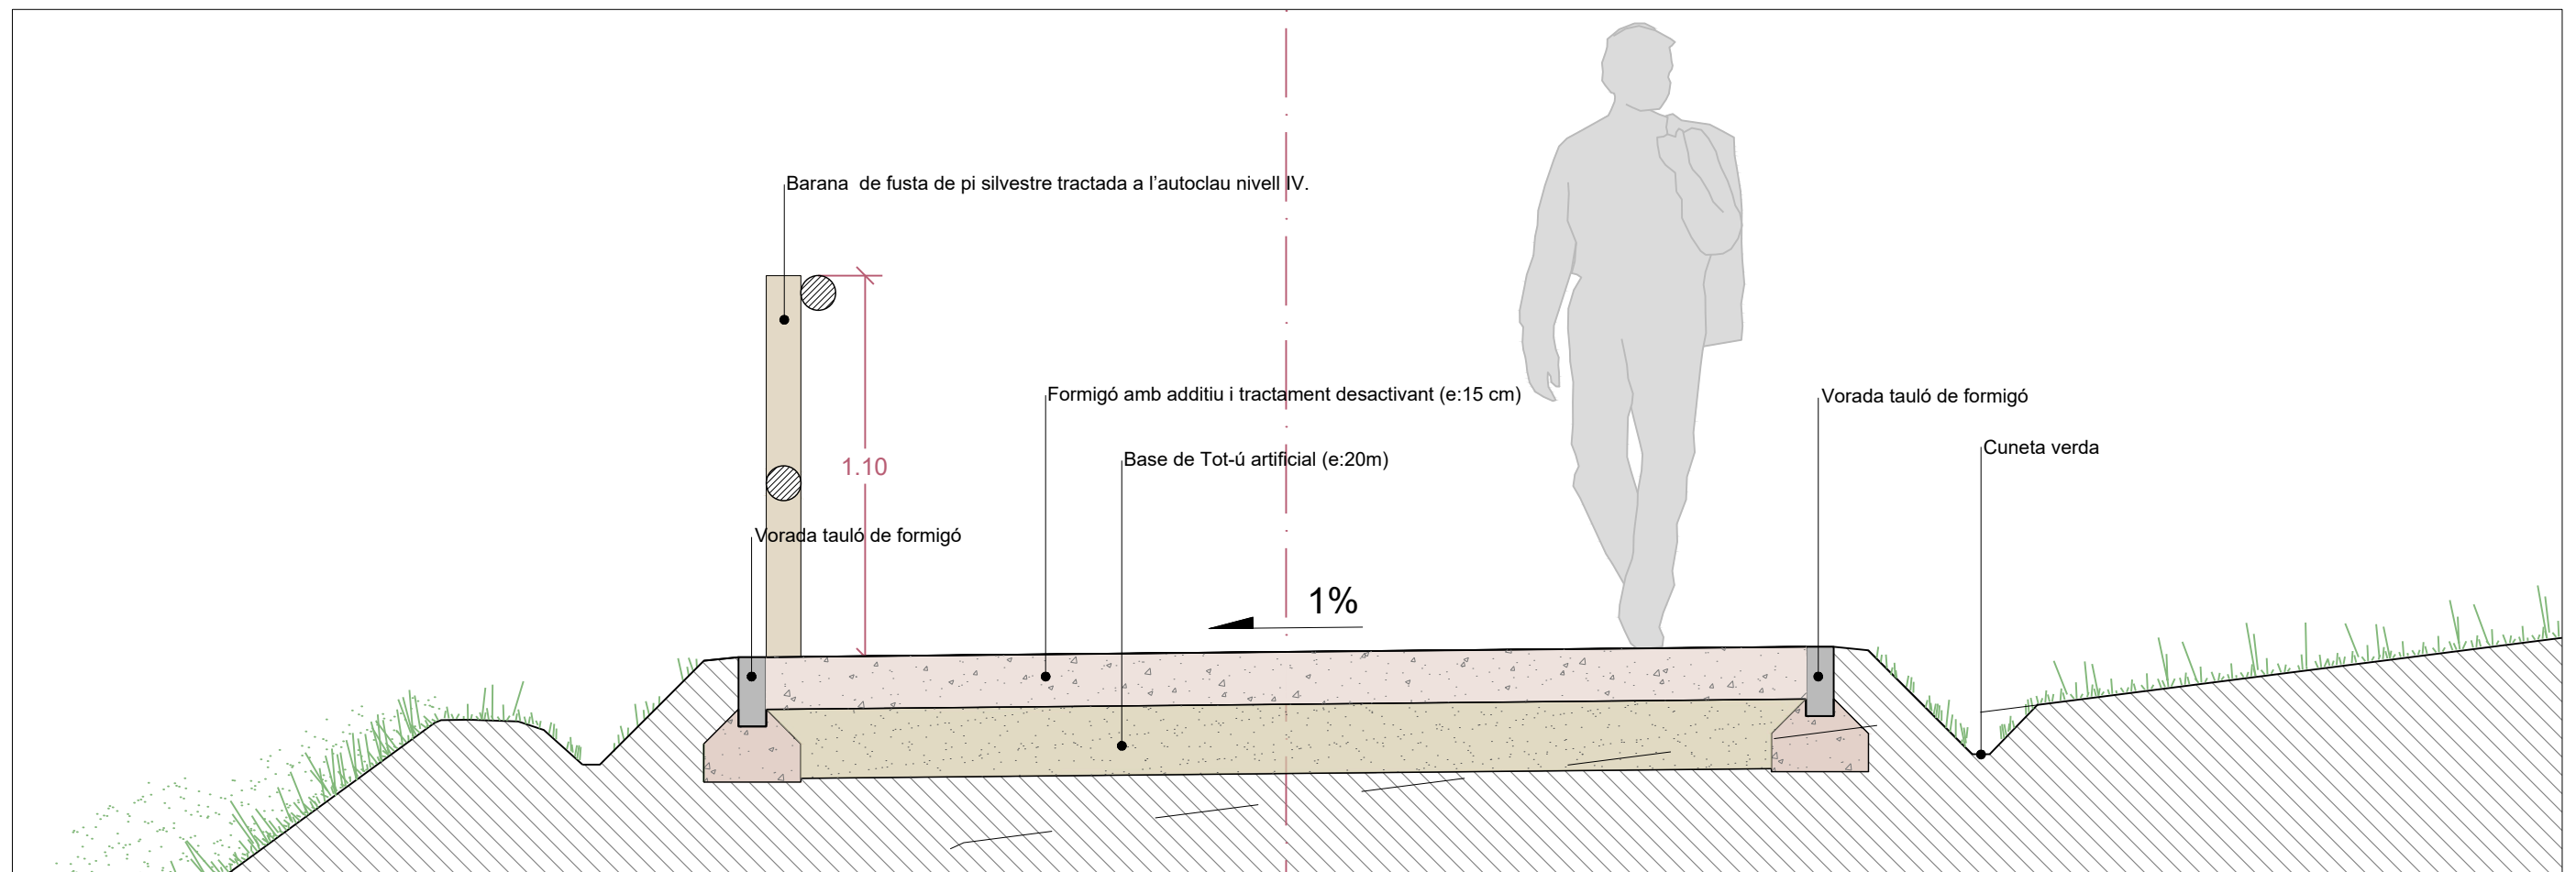 Barana  de fusta de pi silvestre tractada a l’autoclau nivell IV.
Formigó amb additiu i tractament desactivant (e:15 cm)
Vorada tauló de formigó
Cuneta verda
Base de Tot-ú artificial (e:20m)
1.10
Vorada tauló de formigó
1%